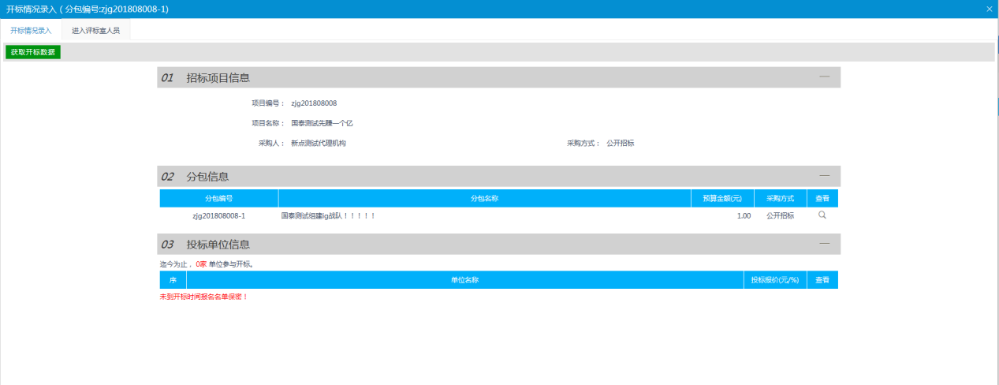 开标情况录入 ( 分包编号:zjg201808008-1)
开标情况录入 进入评标室人员
获取开标数据
01 招标项目信息
项目编号： zjg201808008
项目名称： 国泰测试先赚一个亿
采购人： 新点测试代理机构 采购方式： 公开招标
02 分包信息
分包编号 分包名称 预算金额(元) 采购方式 查看
zjg201808008-1 国泰测试组建ig战队！！！！！ 1.00 公开招标
03 投标单位信息
迄今为止， 0家 单位参与开标。
序 单位名称 投标报价(元/%) 查看
未到开标时间报名名单保密！